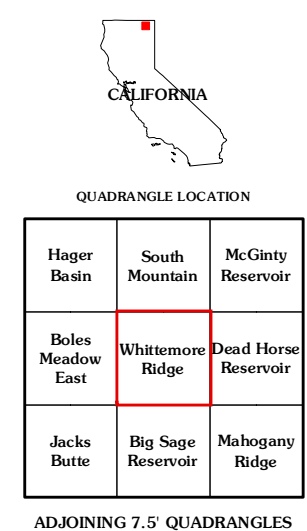 CALIFORNIA
QUADRANGLE LOCATION
Hager
Basin
South
Mountain
McGinty
Reservoir
Boles
Meadow
East
Whittemore
Ridge
Dead Horse
Reservoir
Jacks
Butte
Big Sage
Reservoir
Mahogany
Ridge
ADJOINING 7.5' QUADRANGLES